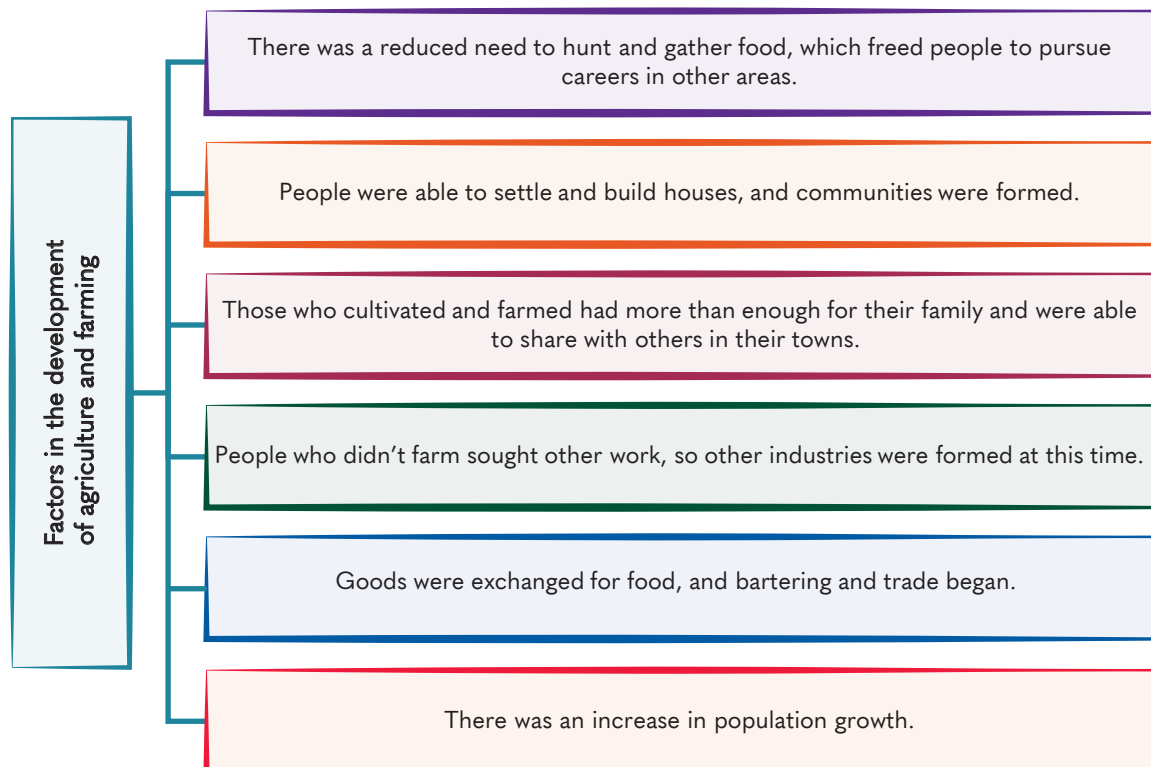 Factors in the development
of agriculture and farming
There was a reduced need to hunt and gather food, which freed people to pursue
careers in other areas.
People were able to settle and build houses, and communities were formed.
Those who cultivated and farmed had more than enough for their family and were able
to share with others in their towns.
People who didn’t farm sought other work, so other industries were formed at this time.
Goods were exchanged for food, and bartering and trade began.
There was an increase in population growth.